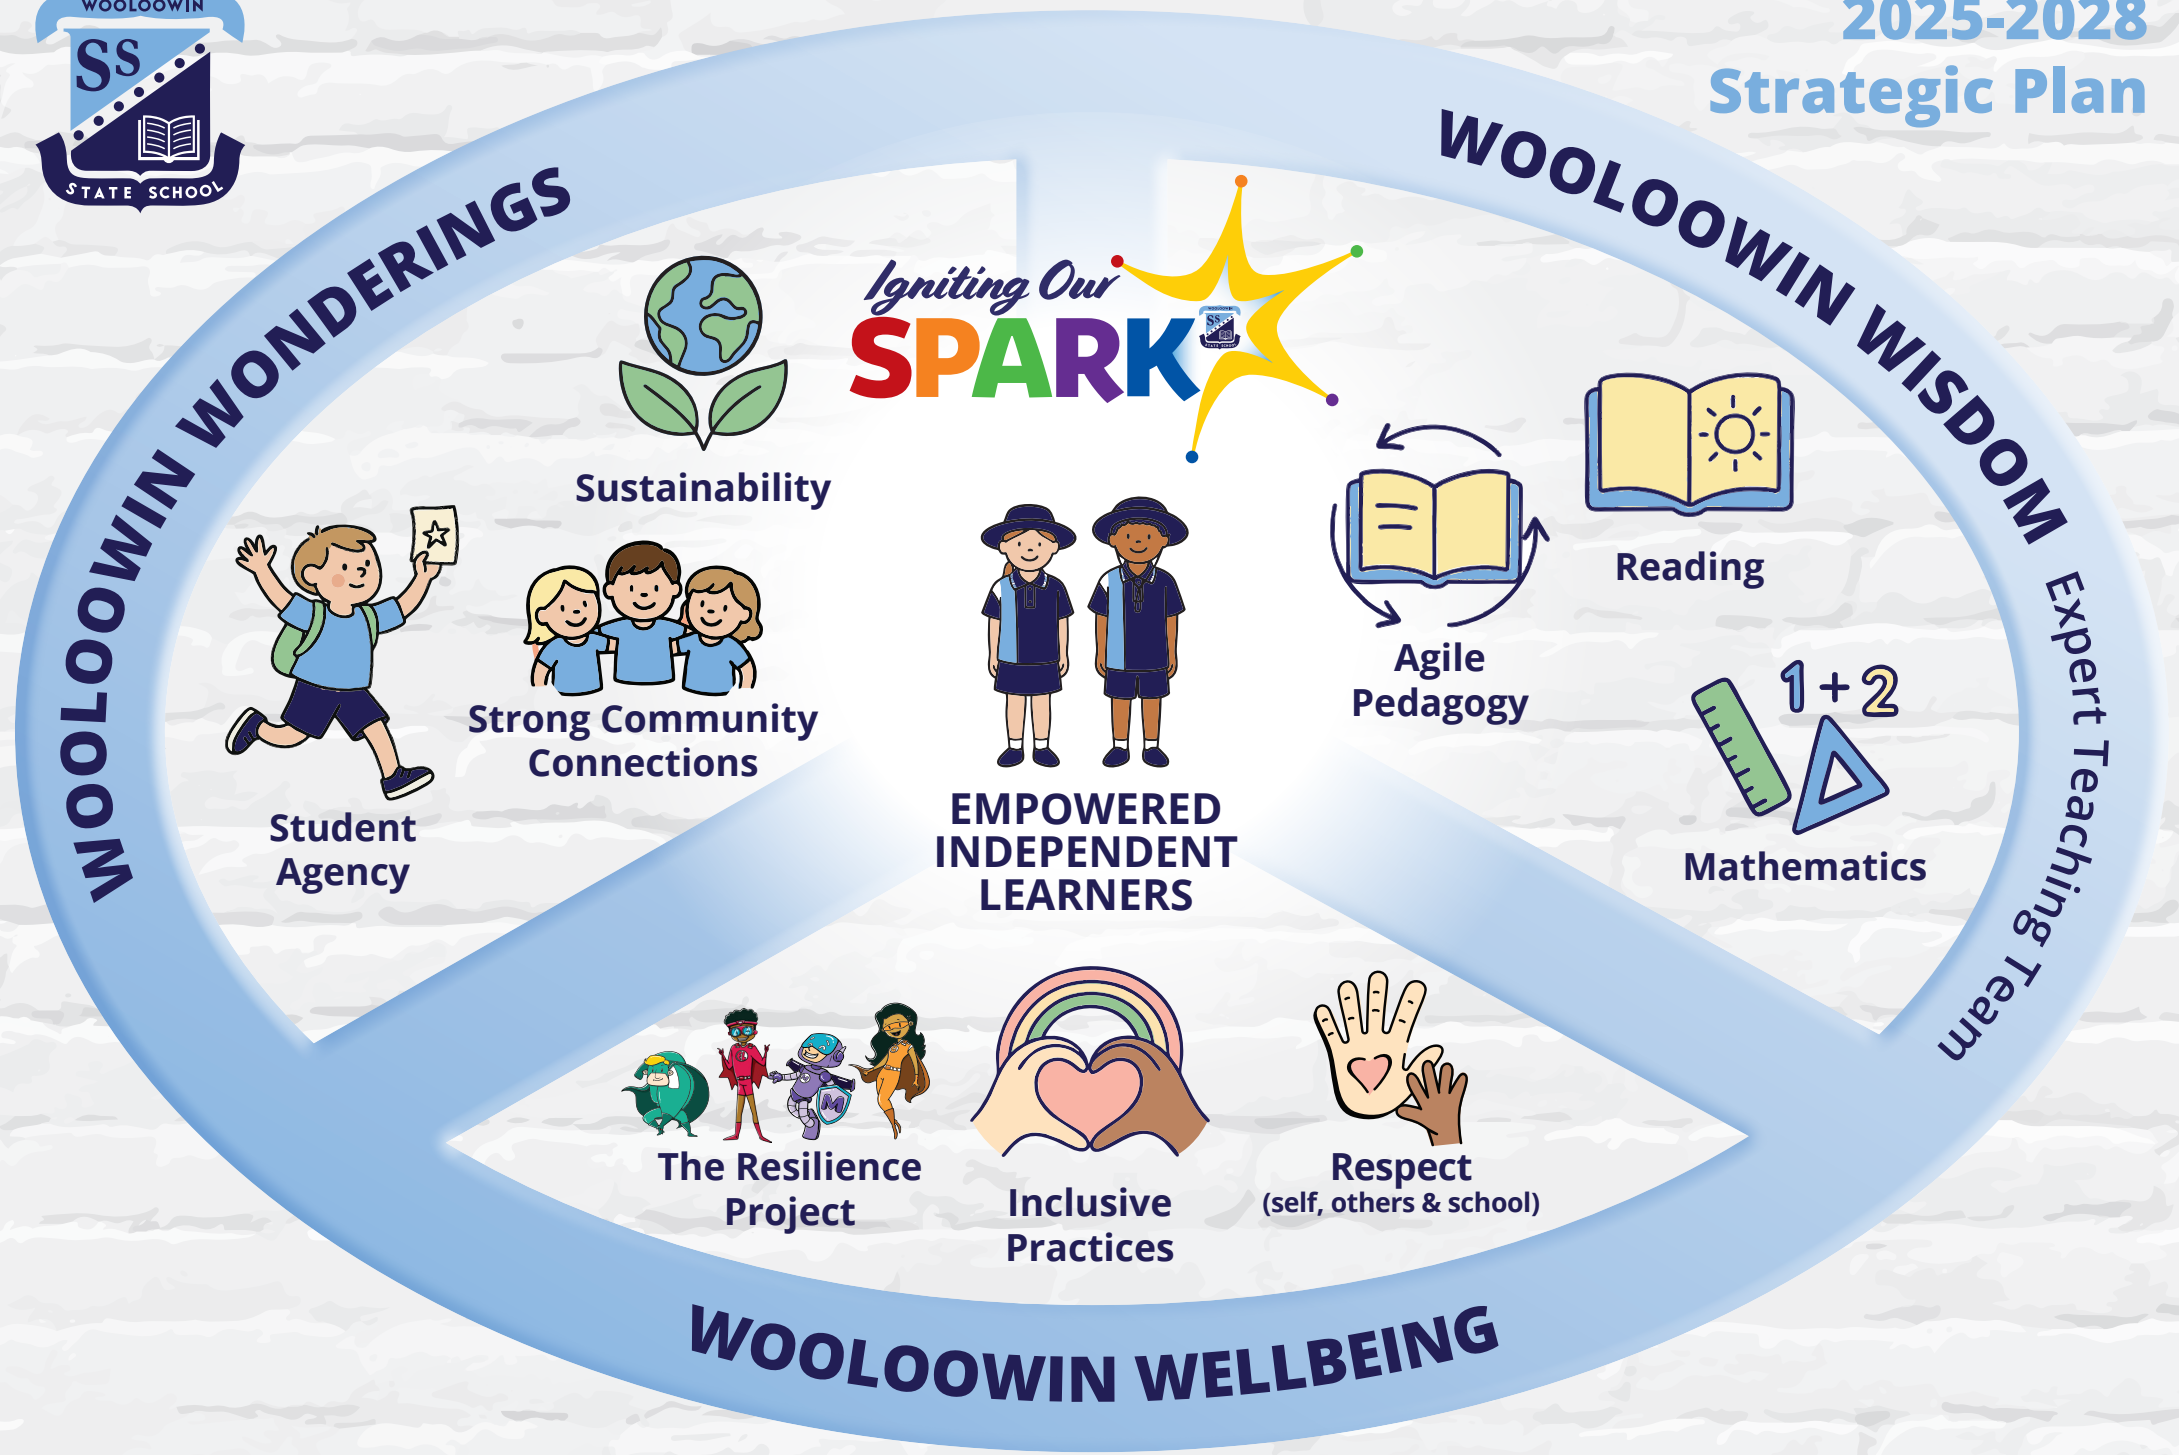 WOOLOOWIN
SS
STATE SCHOOL
2025-2028
Strategic Plan
WOOLOOWIN WONDERINGS
WOOLOOWIN WISDOM Expert Teaching Team
Igniting Our
SPARK
Sustainability
Student
Agency
Strong Community
Connections
EMPOWERED
INDEPENDENT
LEARNERS
Agile
Pedagogy
Reading
1 + 2
Mathematics
M
The Resilience
Project
Inclusive
Practices
Respect
(self, others & school)
WOOLOOWIN WELLBEING